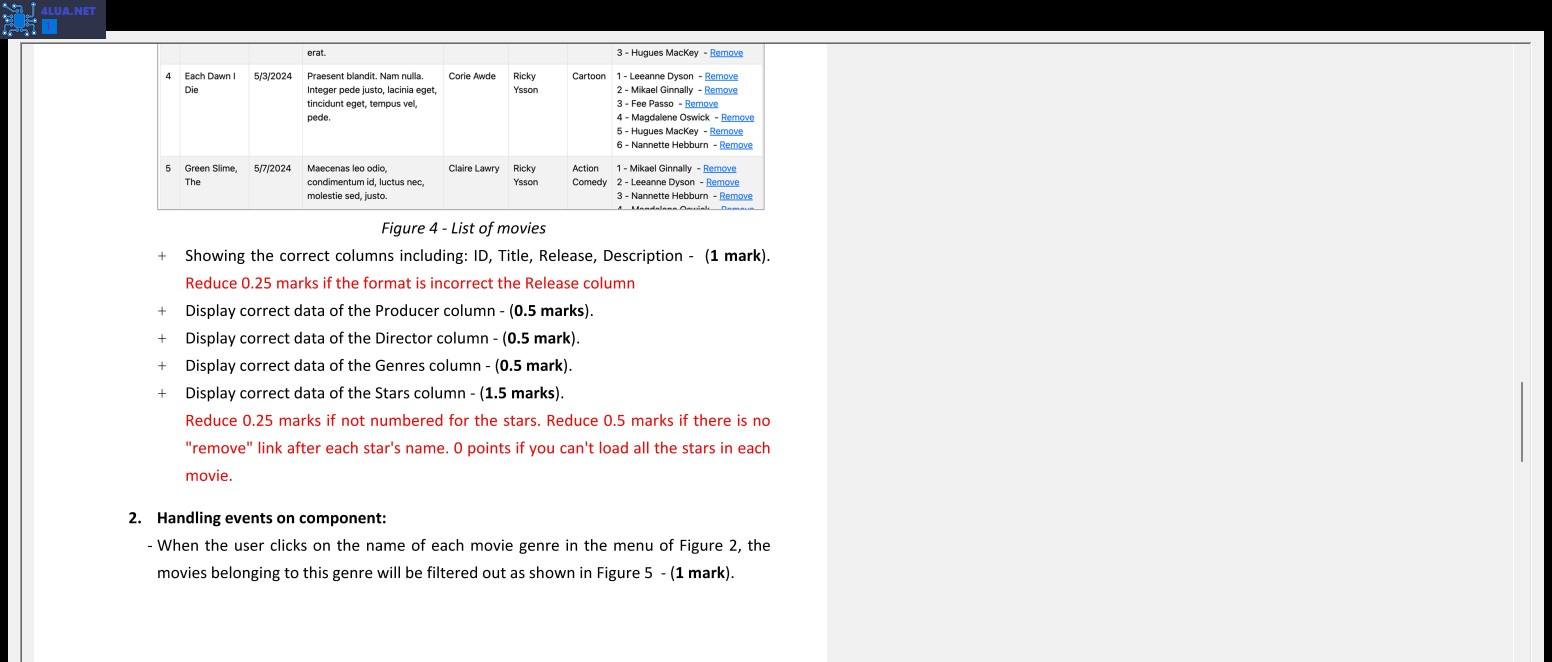 4LUA.NET
erat.
3 - Hugues MacKey - Remove
4 Each Dawn I Die 5/3/2024 Praesent blandit. Nam nulla. Integer pede justo, lacinia eget, tincidunt eget, tempus vel, pede. Corie Awde Ricky Ysson Cartoon
1 - Leeanne Dyson - Remove
2 - Mikael Ginnally - Remove
3 - Fee Passo - Remove
4 - Magdalene Oswick - Remove
5 - Hugues MacKey - Remove
6 - Nannette Hebburn - Remove
5 Green Slime, The 5/7/2024 Maecenas leo odio, condimentum id, luctus nec, molestie sed, justo. Claire Lawry Ricky Ysson Action Comedy
1 - Mikael Ginnally - Remove
2 - Leeanne Dyson - Remove
3 - Nannette Hebburn - Remove
4 - Magdalene Oswick - Remove
Figure 4 - List of movies
+ Showing the correct columns including: ID, Title, Release, Description - (1 mark).
Reduce 0.25 marks if the format is incorrect the Release column
+ Display correct data of the Producer column - (0.5 marks).
+ Display correct data of the Director column - (0.5 mark).
+ Display correct data of the Genres column - (0.5 mark).
+ Display correct data of the Stars column - (1.5 marks).
Reduce 0.25 marks if not numbered for the stars. Reduce 0.5 marks if there is no
"remove" link after each star's name. 0 points if you can't load all the stars in each
movie.
2. Handling events on component:
- When the user clicks on the name of each movie genre in the menu of Figure 2, the
movies belonging to this genre will be filtered out as shown in Figure 5 - (1 mark).